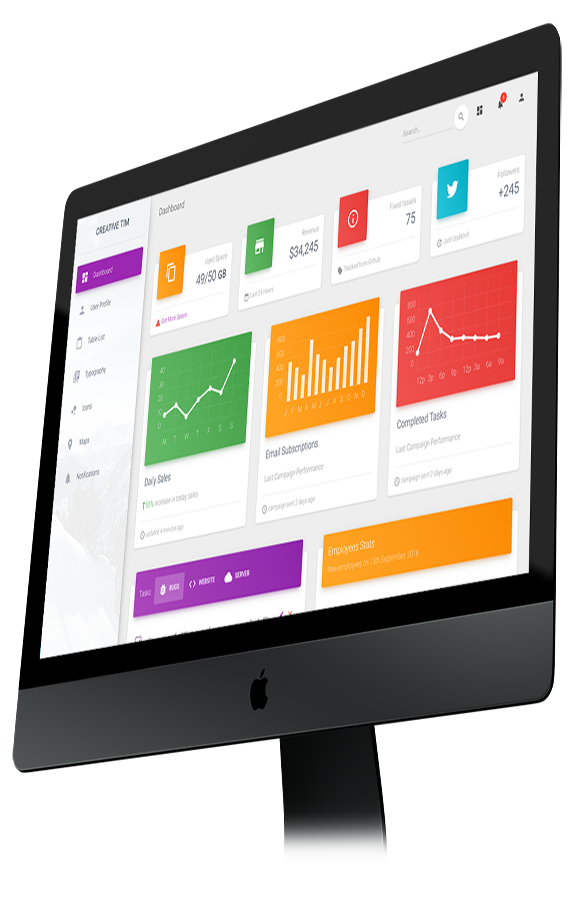 Search...
CREATIVE TIM
Dashboard
Dashboard
User Profile
Table List
Typography
Icons
Maps
Notifications
Used Space
49/50 GB
Get More Space...
Revenue
$34,245
Last 24 Hours
Fixed Issues
75
Tracked from Github
Followers
+245
Just Updated
40
30
20
10
0
M T W T F S S
Daily Sales
50% increase in today sales.
updated 4 minutes ago
800
600
400
200
0
J F M A M J J A S O N D
Email Subscriptions
Last Campaign Performance
campaign sent 2 days ago
800
600
400
200
0
12p 3p 6p 9p 12p 3a 6a 9a
Completed Tasks
Last Campaign Performance
campaign sent 2 days ago
Tasks:
BUGS
WEBSITE
SERVER
Employees Stats
New employees on 15th September, 2016